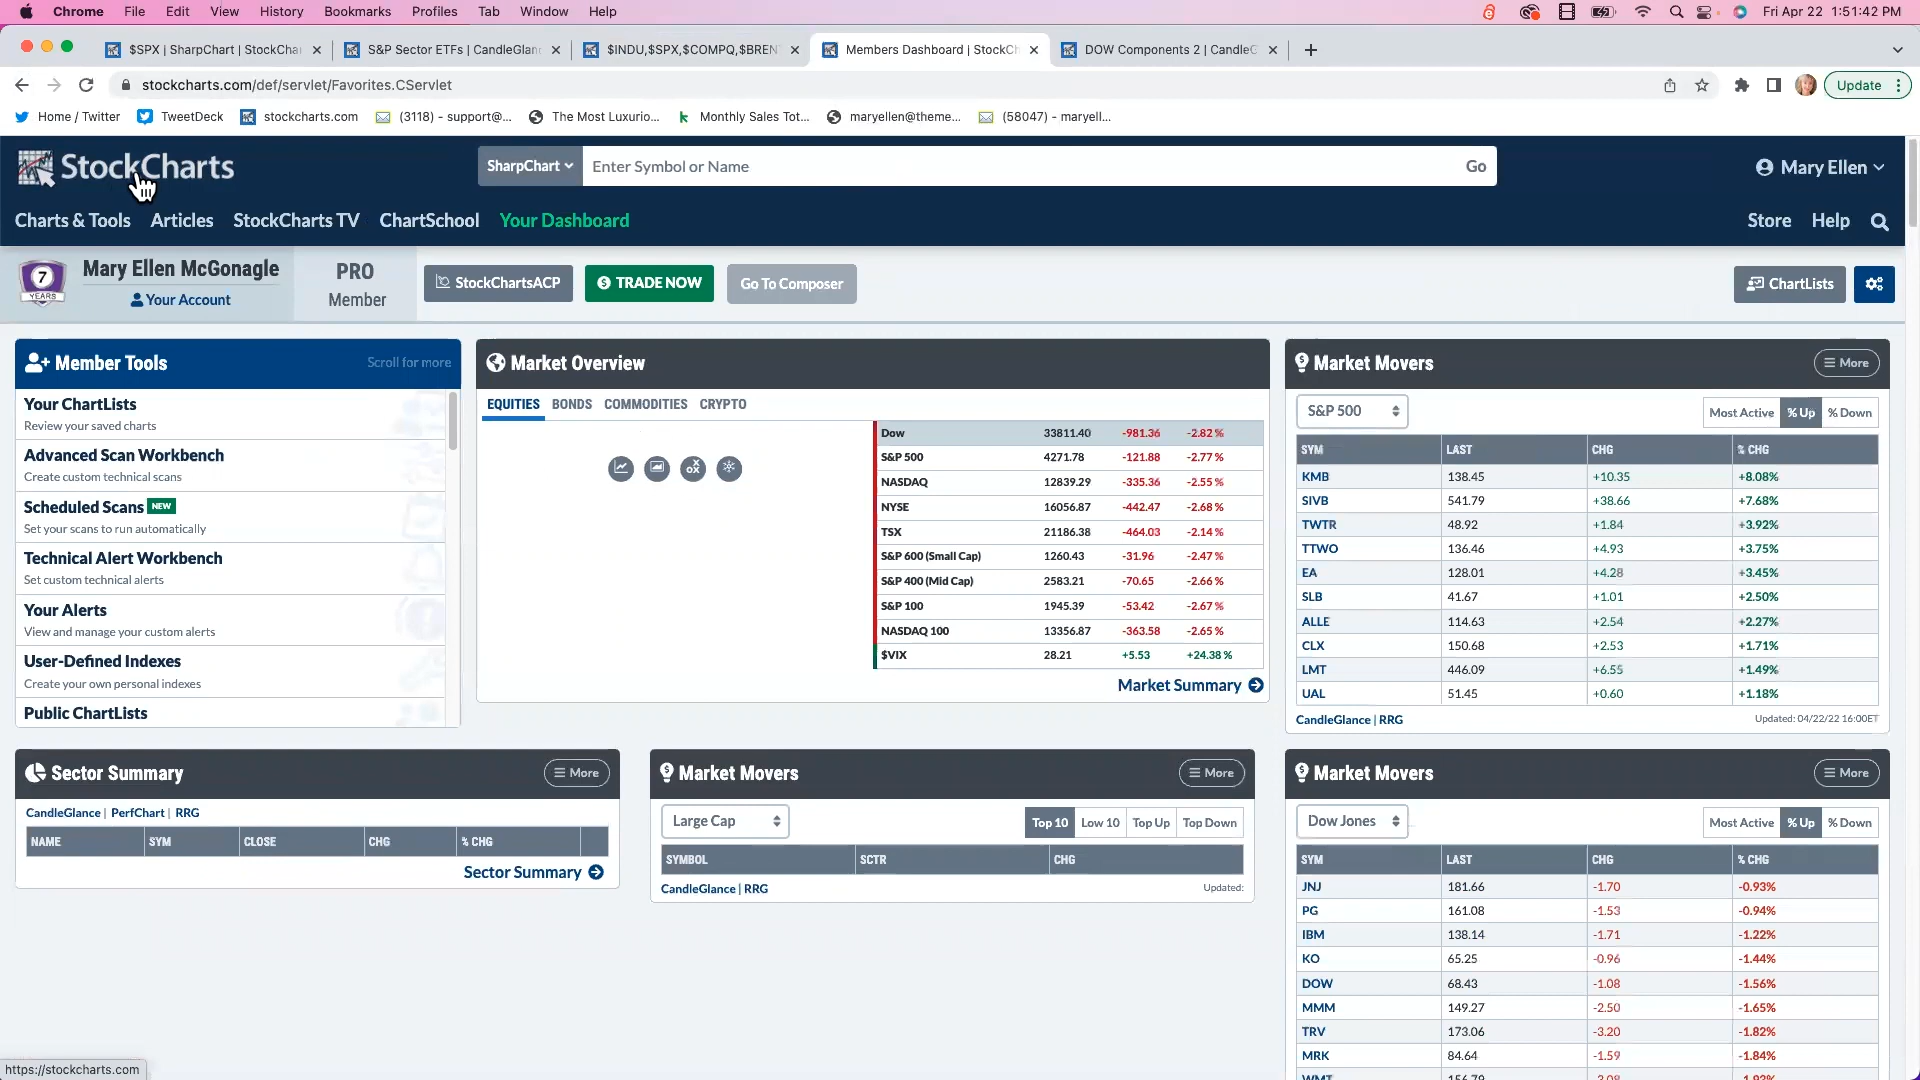 Chrome File Edit View History Bookmarks Profiles Tab Window Help Fri Apr 22 1:51:42 PM
$SPX | SharpChart | StockCha S&P Sector ETFs | CandleGlan $INDU,$SPX,$COMPQ,$BREN Members Dashboard | StockCh DOW Components 2 | CandleG
stockcharts.com/def/servlet/Favorites.CServlet Update
Home / Twitter TweetDeck stockcharts.com (3118) - support@... The Most Luxurio... Monthly Sales Tot... maryellen@theme... (58047) - maryell...
StockCharts SharpChart Enter Symbol or Name Go Mary Ellen
Charts & Tools Articles StockCharts TV ChartSchool Your Dashboard Store Help
7 YEARS Mary Ellen McGonagle PRO StockChartsACP $ TRADE NOW Go To Composer ChartLists
Your Account Member
Member Tools Scroll for more
Your ChartLists
Review your saved charts
Advanced Scan Workbench
Create custom technical scans
Scheduled Scans NEW
Set your scans to run automatically
Technical Alert Workbench
Set custom technical alerts
Your Alerts
View and manage your custom alerts
User-Defined Indexes
Create your own personal indexes
Public ChartLists
Market Overview
EQUITIES BONDS COMMODITIES CRYPTO
Dow 33811.40 -981.36 -2.82 %
S&P 500 4271.78 -121.88 -2.77 %
NASDAQ 12839.29 -335.36 -2.55 %
NYSE 16056.87 -442.47 -2.68 %
TSX 21186.38 -464.03 -2.14 %
S&P 600 (Small Cap) 1260.43 -31.96 -2.47 %
S&P 400 (Mid Cap) 2583.21 -70.65 -2.66 %
S&P 100 1945.39 -53.42 -2.67 %
NASDAQ 100 13356.87 -363.58 -2.65 %
$VIX 28.21 +5.53 +24.38 %
Market Summary
Market Movers More
S&P 500 Most Active % Up % Down
SYM LAST CHG % CHG
KMB 138.45 +10.35 +8.08%
SIVB 541.79 +38.66 +7.68%
TWTR 48.92 +1.84 +3.92%
TTWO 136.46 +4.93 +3.75%
EA 128.01 +4.28 +3.45%
SLB 41.67 +1.01 +2.50%
ALLE 114.63 +2.54 +2.27%
CLX 150.68 +2.53 +1.71%
LMT 446.09 +6.55 +1.49%
UAL 51.45 +0.60 +1.18%
CandleGlance | RRG Updated: 04/22/22 16:00ET
Sector Summary More
CandleGlance | PerfChart | RRG
NAME SYM CLOSE CHG % CHG
Sector Summary
Market Movers More
Large Cap Top 10 Low 10 Top Up Top Down
SYMBOL SCTR CHG
CandleGlance | RRG Updated:
Market Movers More
Dow Jones Most Active % Up % Down
SYM LAST CHG % CHG
JNJ 181.66 -1.70 -0.93%
PG 161.08 -1.53 -0.94%
IBM 138.14 -1.71 -1.22%
KO 65.25 -0.96 -1.44%
DOW 68.43 -1.08 -1.56%
MMM 149.27 -2.50 -1.65%
TRV 173.06 -3.20 -1.82%
MRK 84.64 -1.59 -1.84%
WMT 156.79 -3.08 -1.93%
https://stockcharts.com